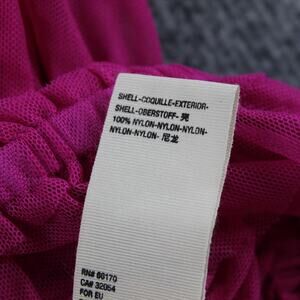 SHELL-COQUILLE-EXTERIOR-
SHELL-OBERSTOFF- 壳
100% NYLON-NYLON-NYLON-
NYLON-NYLON- 尼龙
RN# 66170
CA# 32054
FOR EU